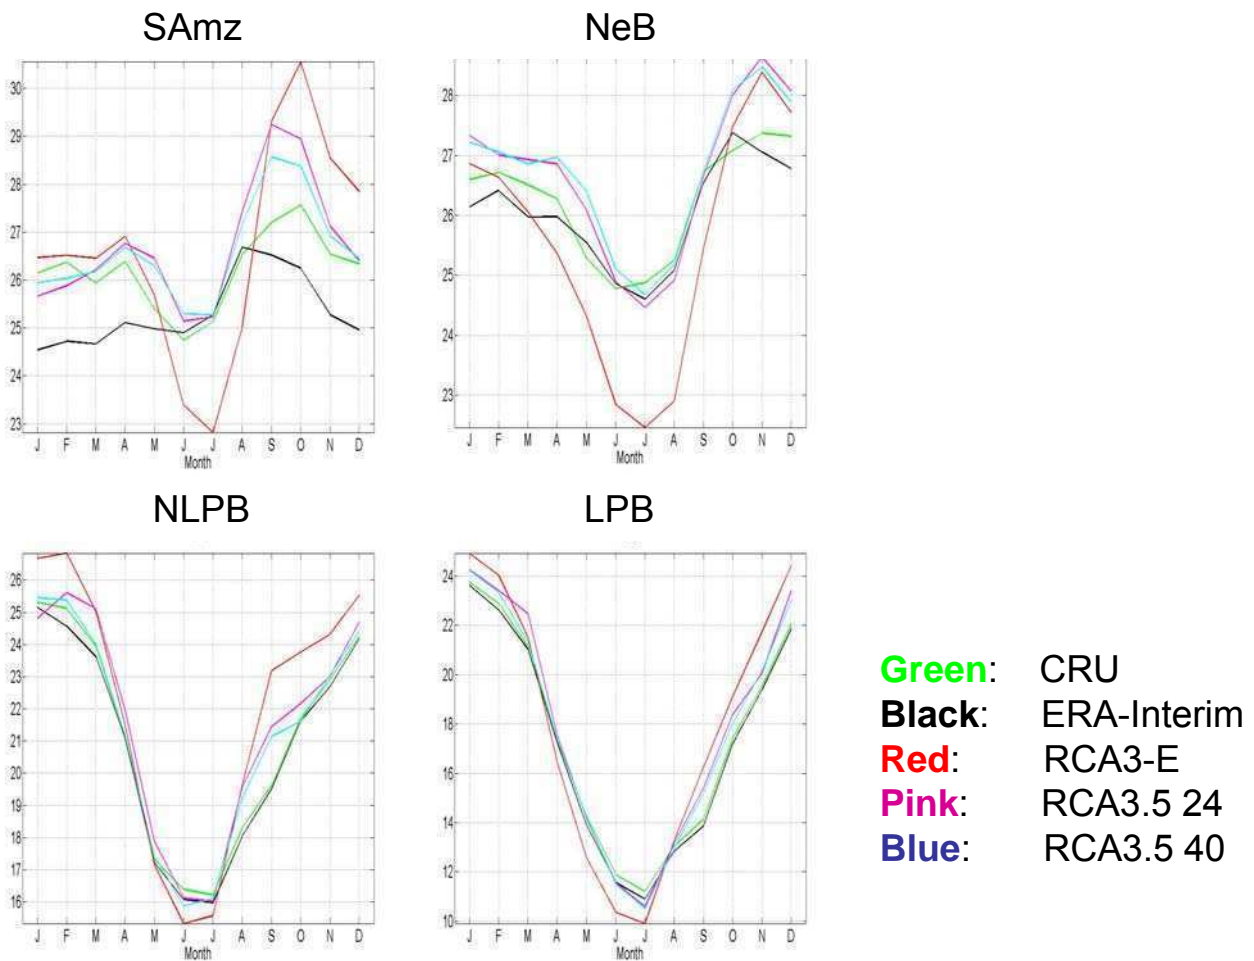 SAmz
NeB
30
29
28
27
26
25
24
23
J F M A M J J A S O N D
Month
28
27
26
25
24
23
J F M A M J J A S O N D
Month
NLPB
LPB
26
25
24
23
22
21
20
19
18
17
16
J F M A M J J A S O N D
Month
24
22
20
18
16
14
12
10
J F M A M J J A S O N D
Month
Green: CRU
Black: ERA-Interim
Red: RCA3-E
Pink: RCA3.5 24
Blue: RCA3.5 40